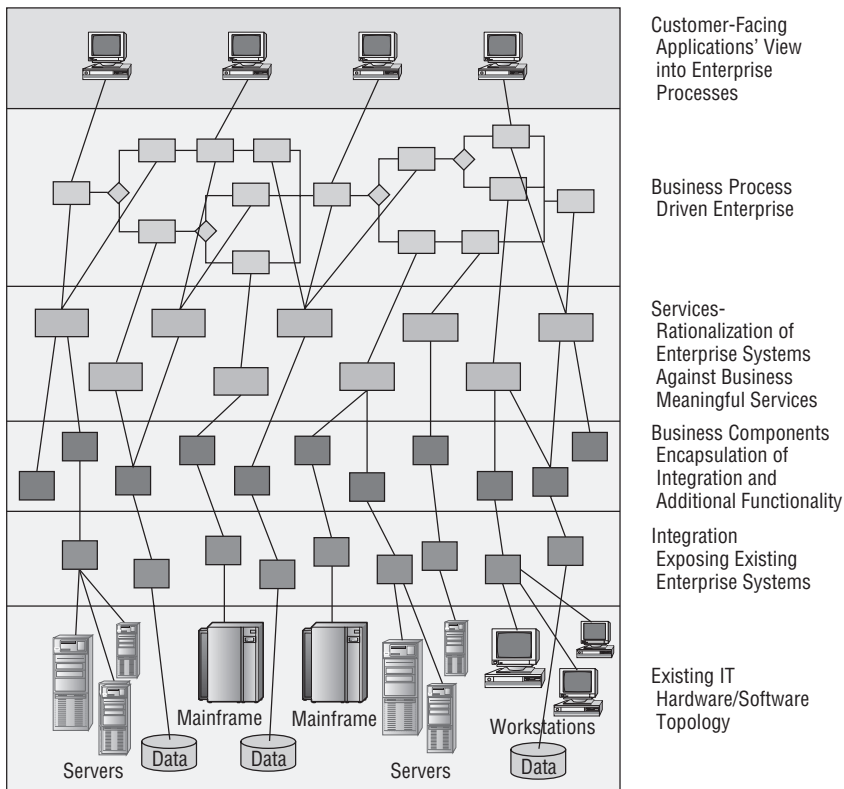 Customer-Facing
Applications' View
into Enterprise
Processes
Business Process
Driven Enterprise
Services-
Rationalization of
Enterprise Systems
Against Business
Meaningful Services
Business Components
Encapsulation of
Integration and
Additional Functionality
Integration
Exposing Existing
Enterprise Systems
Existing IT
Hardware/Software
Topology
Mainframe
Mainframe
Workstations
Servers
Data
Data
Servers
Data